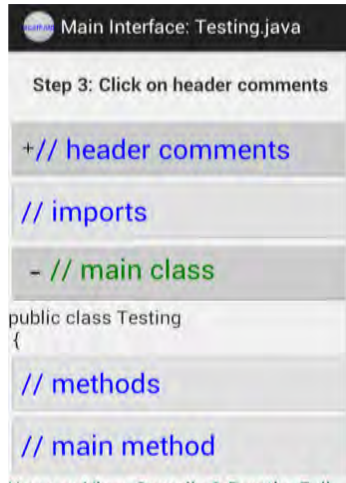 Main Interface: Testing.java
Step 3: Click on header comments
+// header comments
// imports
- // main class
public class Testing
{
// methods
// main method